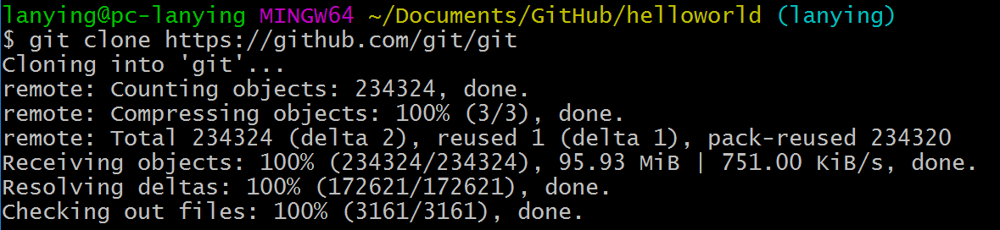 lanying@pc-lanying MINGW64 ~/Documents/GitHub/helloworld (lanying)
$ git clone https://github.com/git/git
Cloning into 'git'...
remote: Counting objects: 234324, done.
remote: Compressing objects: 100% (3/3), done.
remote: Total 234324 (delta 2), reused 1 (delta 1), pack-reused 234320
Receiving objects: 100% (234324/234324), 95.93 MiB | 751.00 KiB/s, done.
Resolving deltas: 100% (172621/172621), done.
Checking out files: 100% (3161/3161), done.